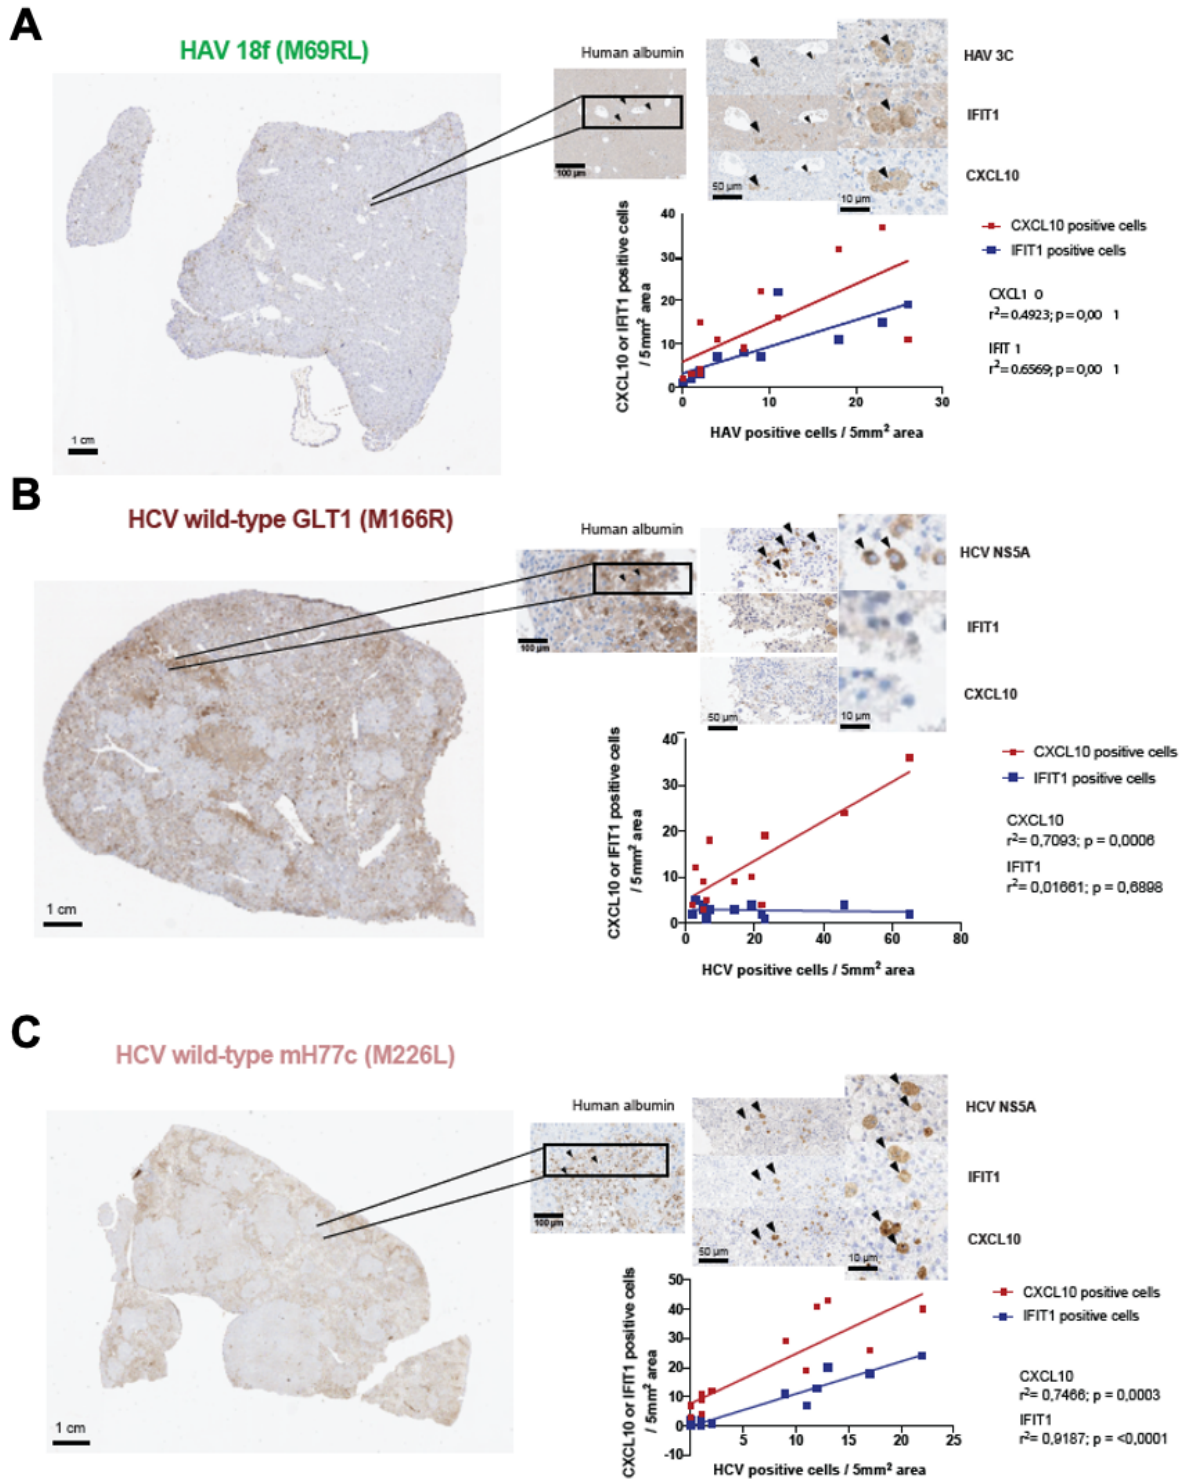 A
HAV 18f (M69RL)
Human albumin
HAV 3C
IFIT1
CXCL10
100 µm
50 µm
10 µm
1 cm
CXCL10 or IFIT1 positive cells
/ 5mm² area
40
30
20
10
0
0 10 20 30
HAV positive cells / 5mm² area
CXCL10 positive cells
IFIT1 positive cells
CXCL1 0
r²= 0.4923; p = 0,00 1
IFIT 1
r²= 0.6569; p = 0,00 1
B
HCV wild-type GLT1 (M166R)
Human albumin
HCV NS5A
IFIT1
CXCL10
100 µm
50 µm
10 µm
1 cm
CXCL10 or IFIT1 positive cells
/ 5mm² area
40
30
20
10
0
0 20 40 60 80
HCV positive cells / 5mm² area
CXCL10 positive cells
IFIT1 positive cells
CXCL10
r²= 0,7093; p = 0,0006
IFIT1
r²= 0,01661; p = 0,6898
C
HCV wild-type mH77c (M226L)
Human albumin
HCV NS5A
IFIT1
CXCL10
100 µm
50 µm
10 µm
1 cm
CXCL10 or IFIT1 positive cells
/ 5mm² area
50
40
30
20
10
0
-10
5 10 15 20 25
HCV positive cells / 5mm² area
CXCL10 positive cells
IFIT1 positive cells
CXCL10
r²= 0,7466; p = 0,0003
IFIT1
r²= 0,9187; p = <0,0001